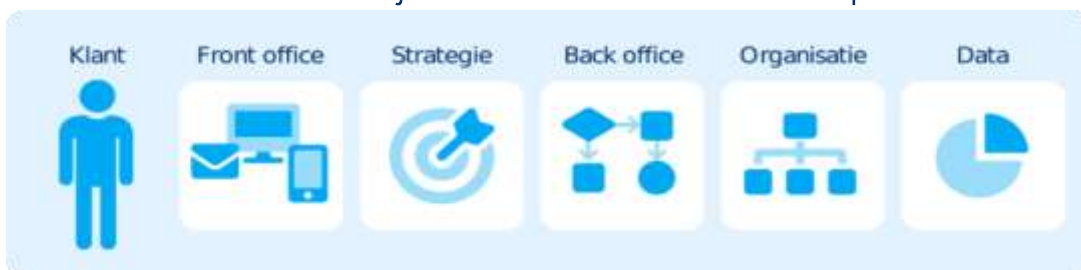 Klant
Front office
Strategie
Back office
Organisatie
Data